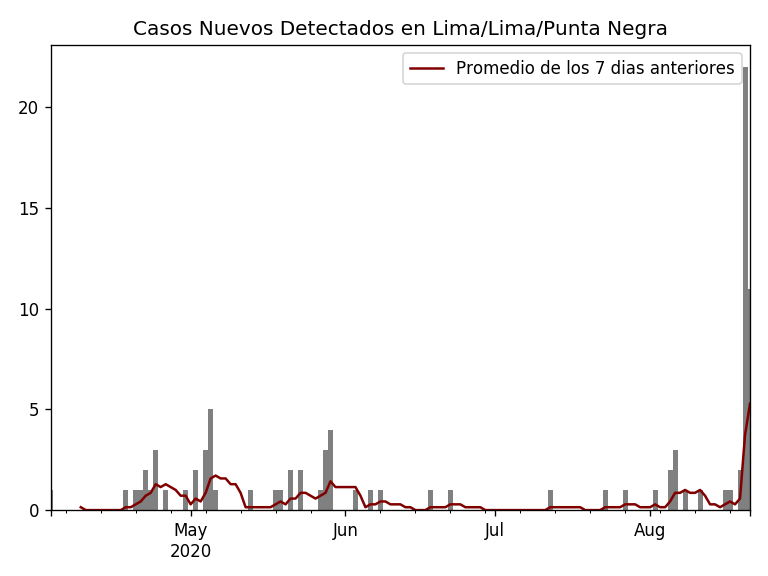 Casos Nuevos Detectados en Lima/Lima/Punta Negra
Promedio de los 7 dias anteriores
20
15
10
5
0
May
2020
Jun
Jul
Aug